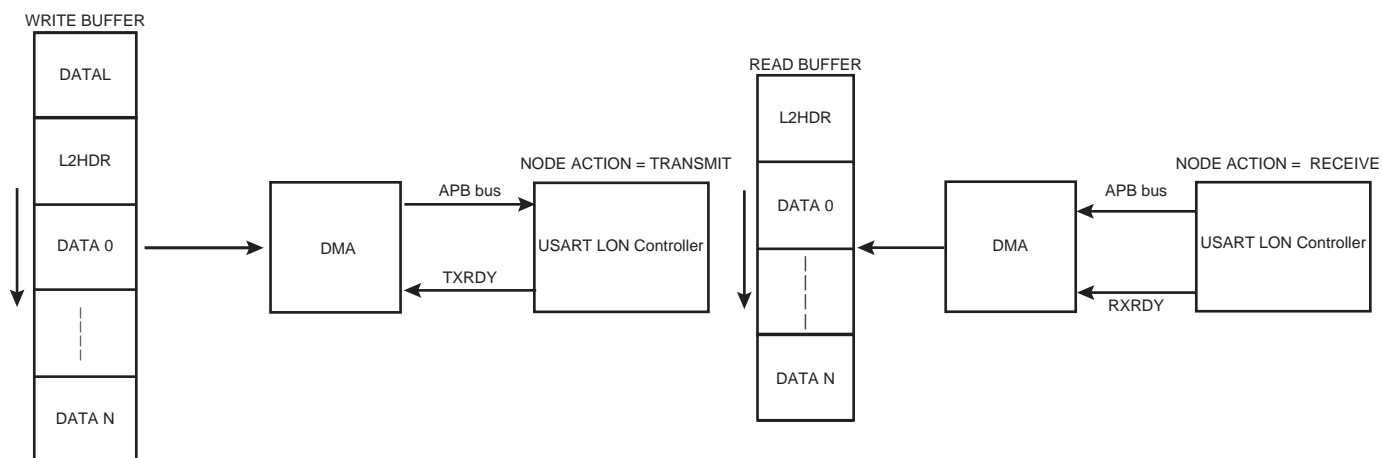 WRITE BUFFER
DATAL
L2HDR
DATA 0
DATA N
DMA
APB bus
TXRDY
NODE ACTION = TRANSMIT
USART LON Controller
READ BUFFER
L2HDR
DATA 0
DATA N
DMA
APB bus
RXRDY
NODE ACTION = RECEIVE
USART LON Controller